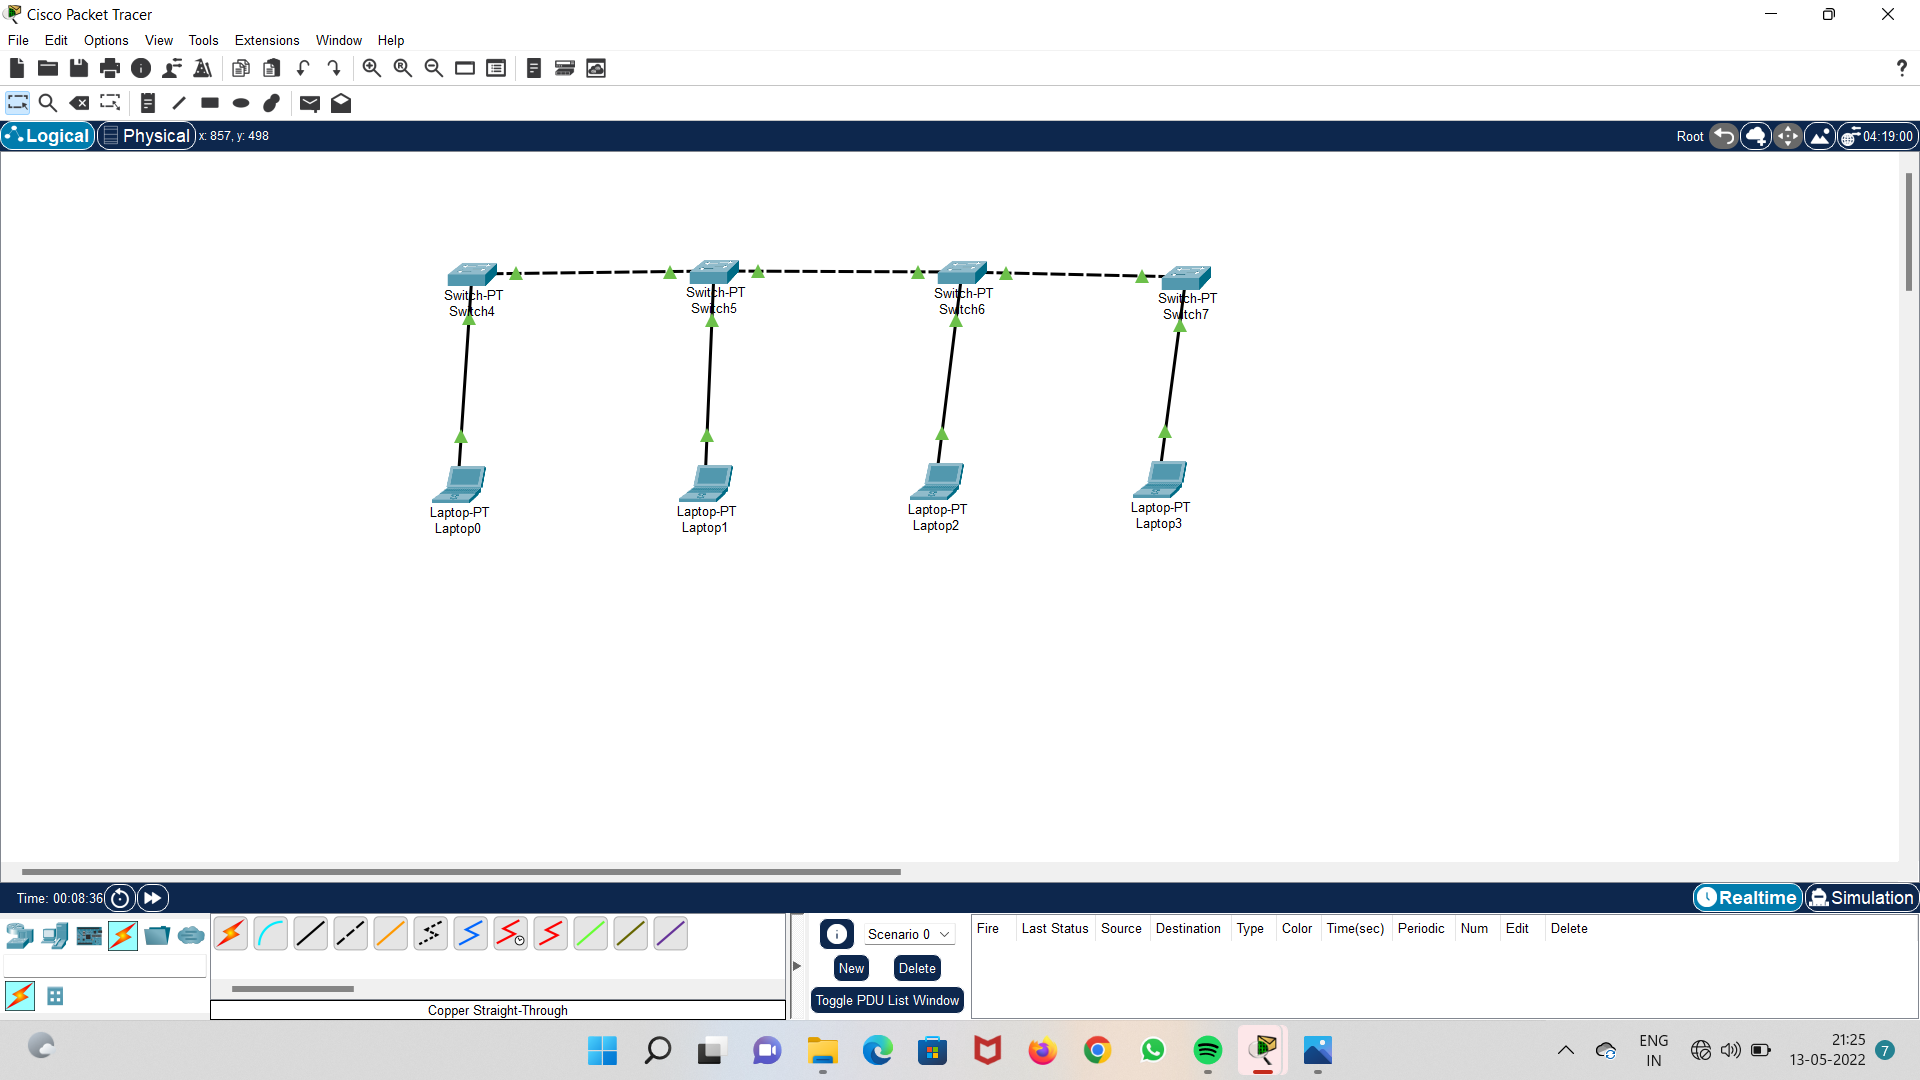 Cisco Packet Tracer
File Edit Options View Tools Extensions Window Help
?
Logical Physical x: 857, y: 498 Root 04:19:00
Switch-PT
Switch4
Switch-PT
Switch5
Switch-PT
Switch6
Switch-PT
Switch7
Laptop-PT
Laptop0
Laptop-PT
Laptop1
Laptop-PT
Laptop2
Laptop-PT
Laptop3
Time: 00:08:36 Realtime Simulation
Scenario 0
New Delete
Toggle PDU List Window
Fire Last Status Source Destination Type Color Time(sec) Periodic Num Edit Delete
Copper Straight-Through
ENG
IN
21:25
13-05-2022
7